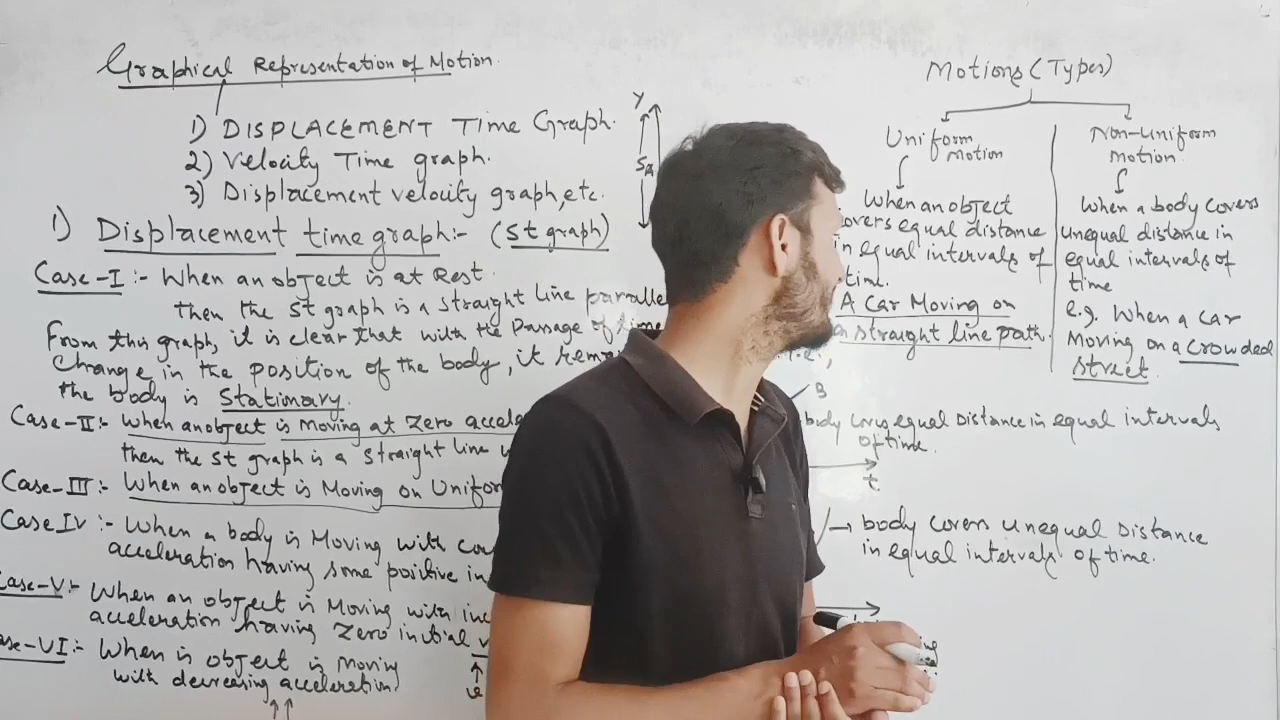 Graphical Representation of Motion.
1) DISPLACEMENT Time Graph.
2) Velocity Time graph.
3) Displacement velocity graph, etc.
1) Displacement time graph:- (St graph)
Case-I:- When an object is at Rest.
then the St graph is a straight line
From this graph, it is clear that with the Passage of time
Change in the position of the body, it
the body is Stationary.
Case-II:- when an object is moving at Zero
then the St graph is a straight line
Case-III:- When an object is Moving on
Case IV:- When a body is Moving with
acceleration having some positive
Case-V:- When an object is Moving with
acceleration having Zero initial
-VI:- When is object is moving
with decreasing acceleration
Y
Motions (Types)
Uniform Motion
When an object
covers equal distance
in equal intervals of
time.
A car Moving on
a straight line path.
Non-Uniform Motion.
When a body covers
unequal distance in
equal intervals of
time
e.g. When a car
moving on a crowded
street.
B
body covers equal Distance in equal intervals
of time.
t
body covers Unequal Distance
in equal intervals of time.